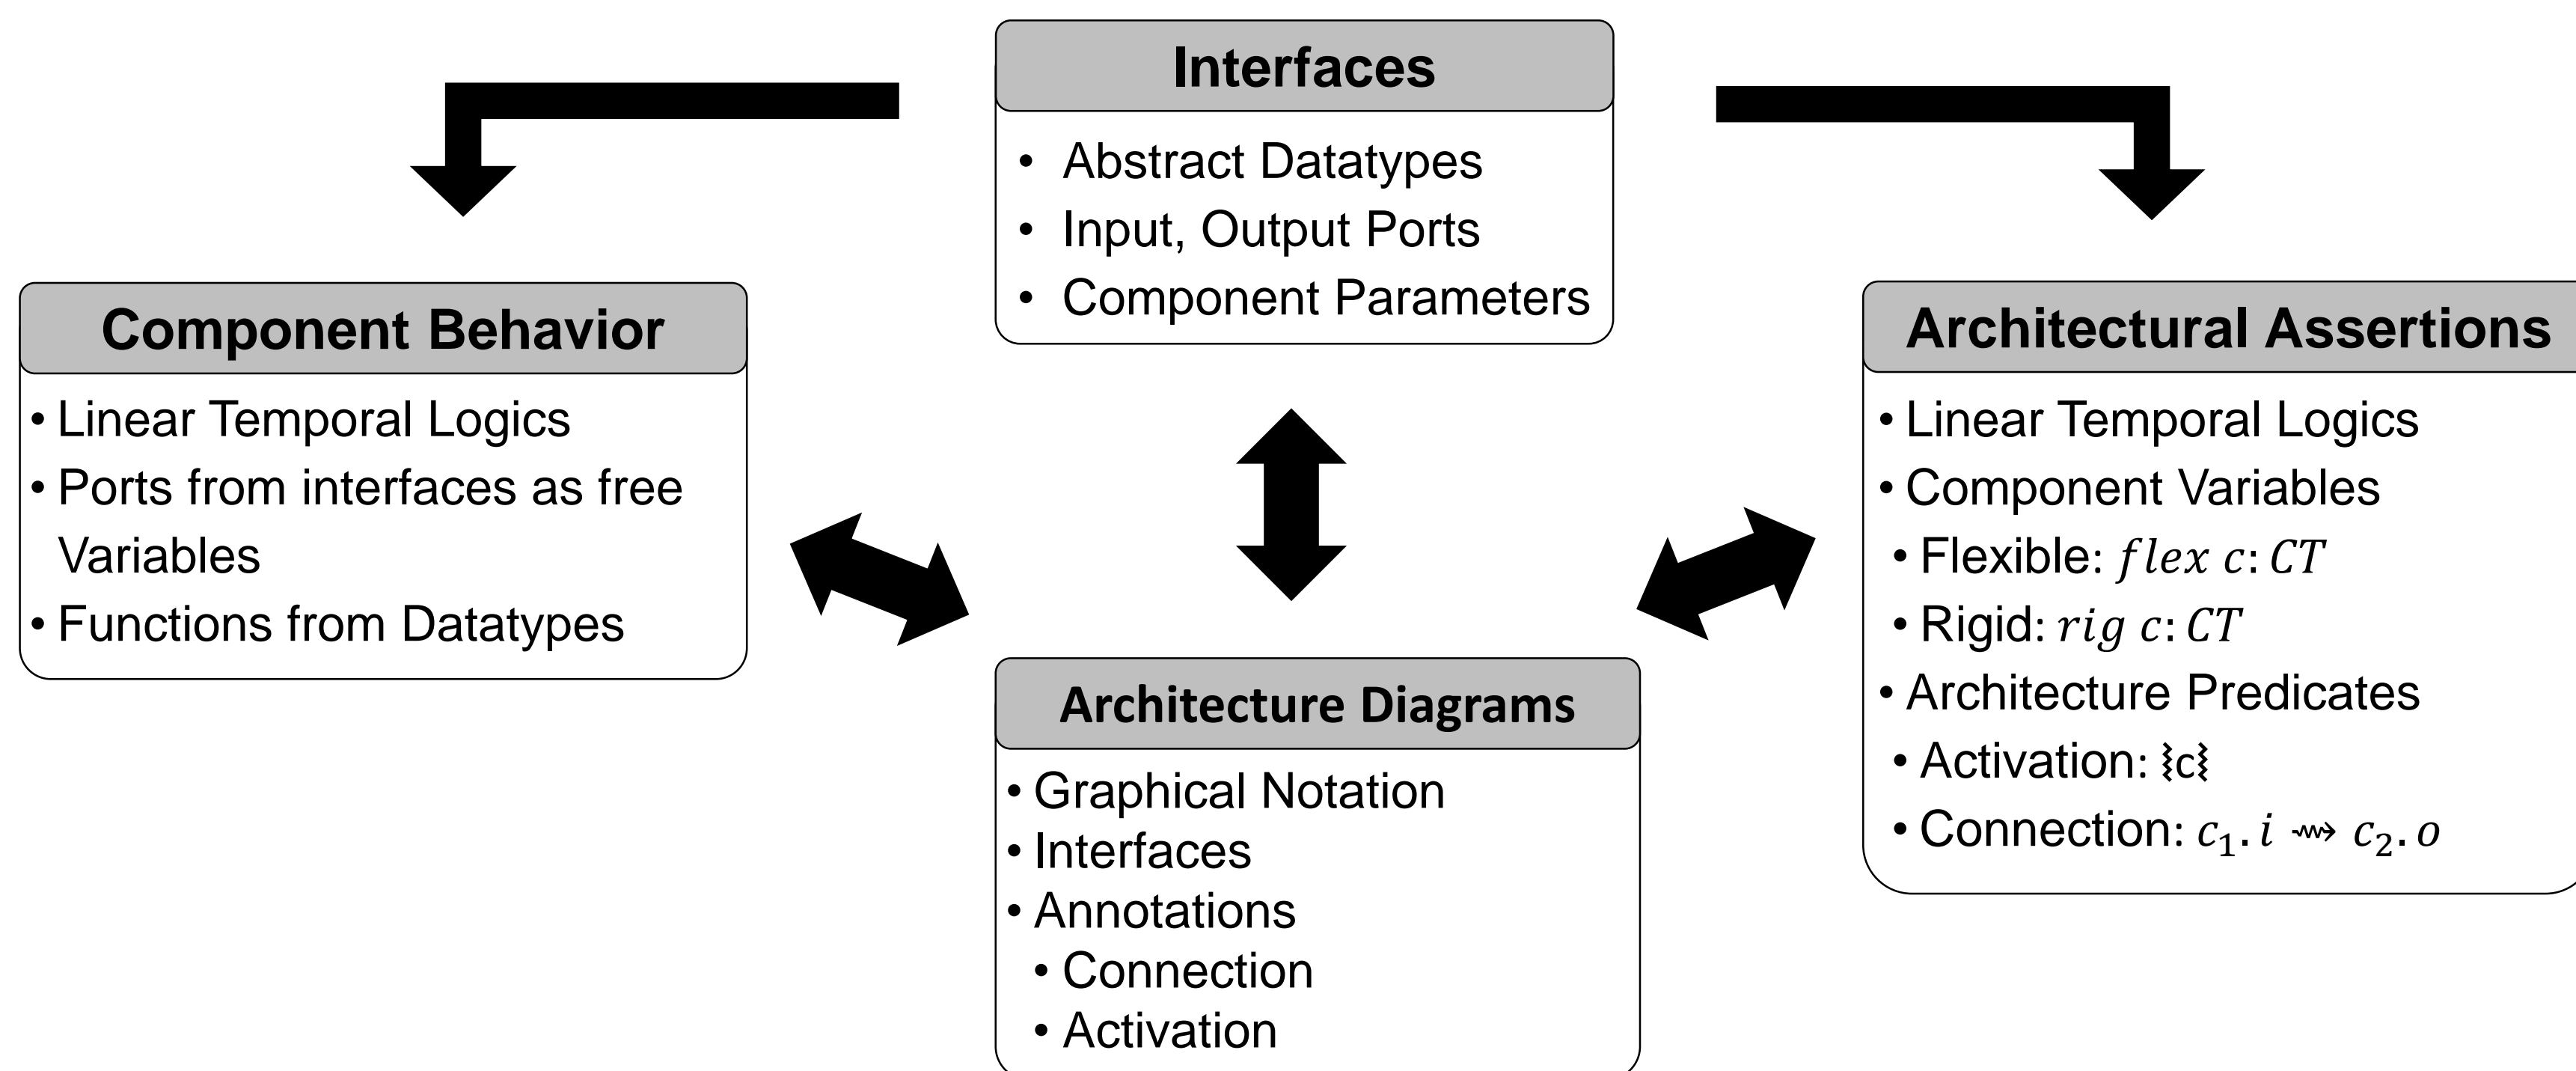 Interfaces
• Abstract Datatypes
• Input, Output Ports
• Component Parameters
Component Behavior
• Linear Temporal Logics
• Ports from interfaces as free
Variables
• Functions from Datatypes
Architectural Assertions
• Linear Temporal Logics
• Component Variables
• Flexible: flex c: CT
• Rigid: rig c: CT
• Architecture Predicates
• Activation: ⦚c⦚
• Connection: c₁. i ⇝ c₂. o
Architecture Diagrams
• Graphical Notation
• Interfaces
• Annotations
• Connection
• Activation